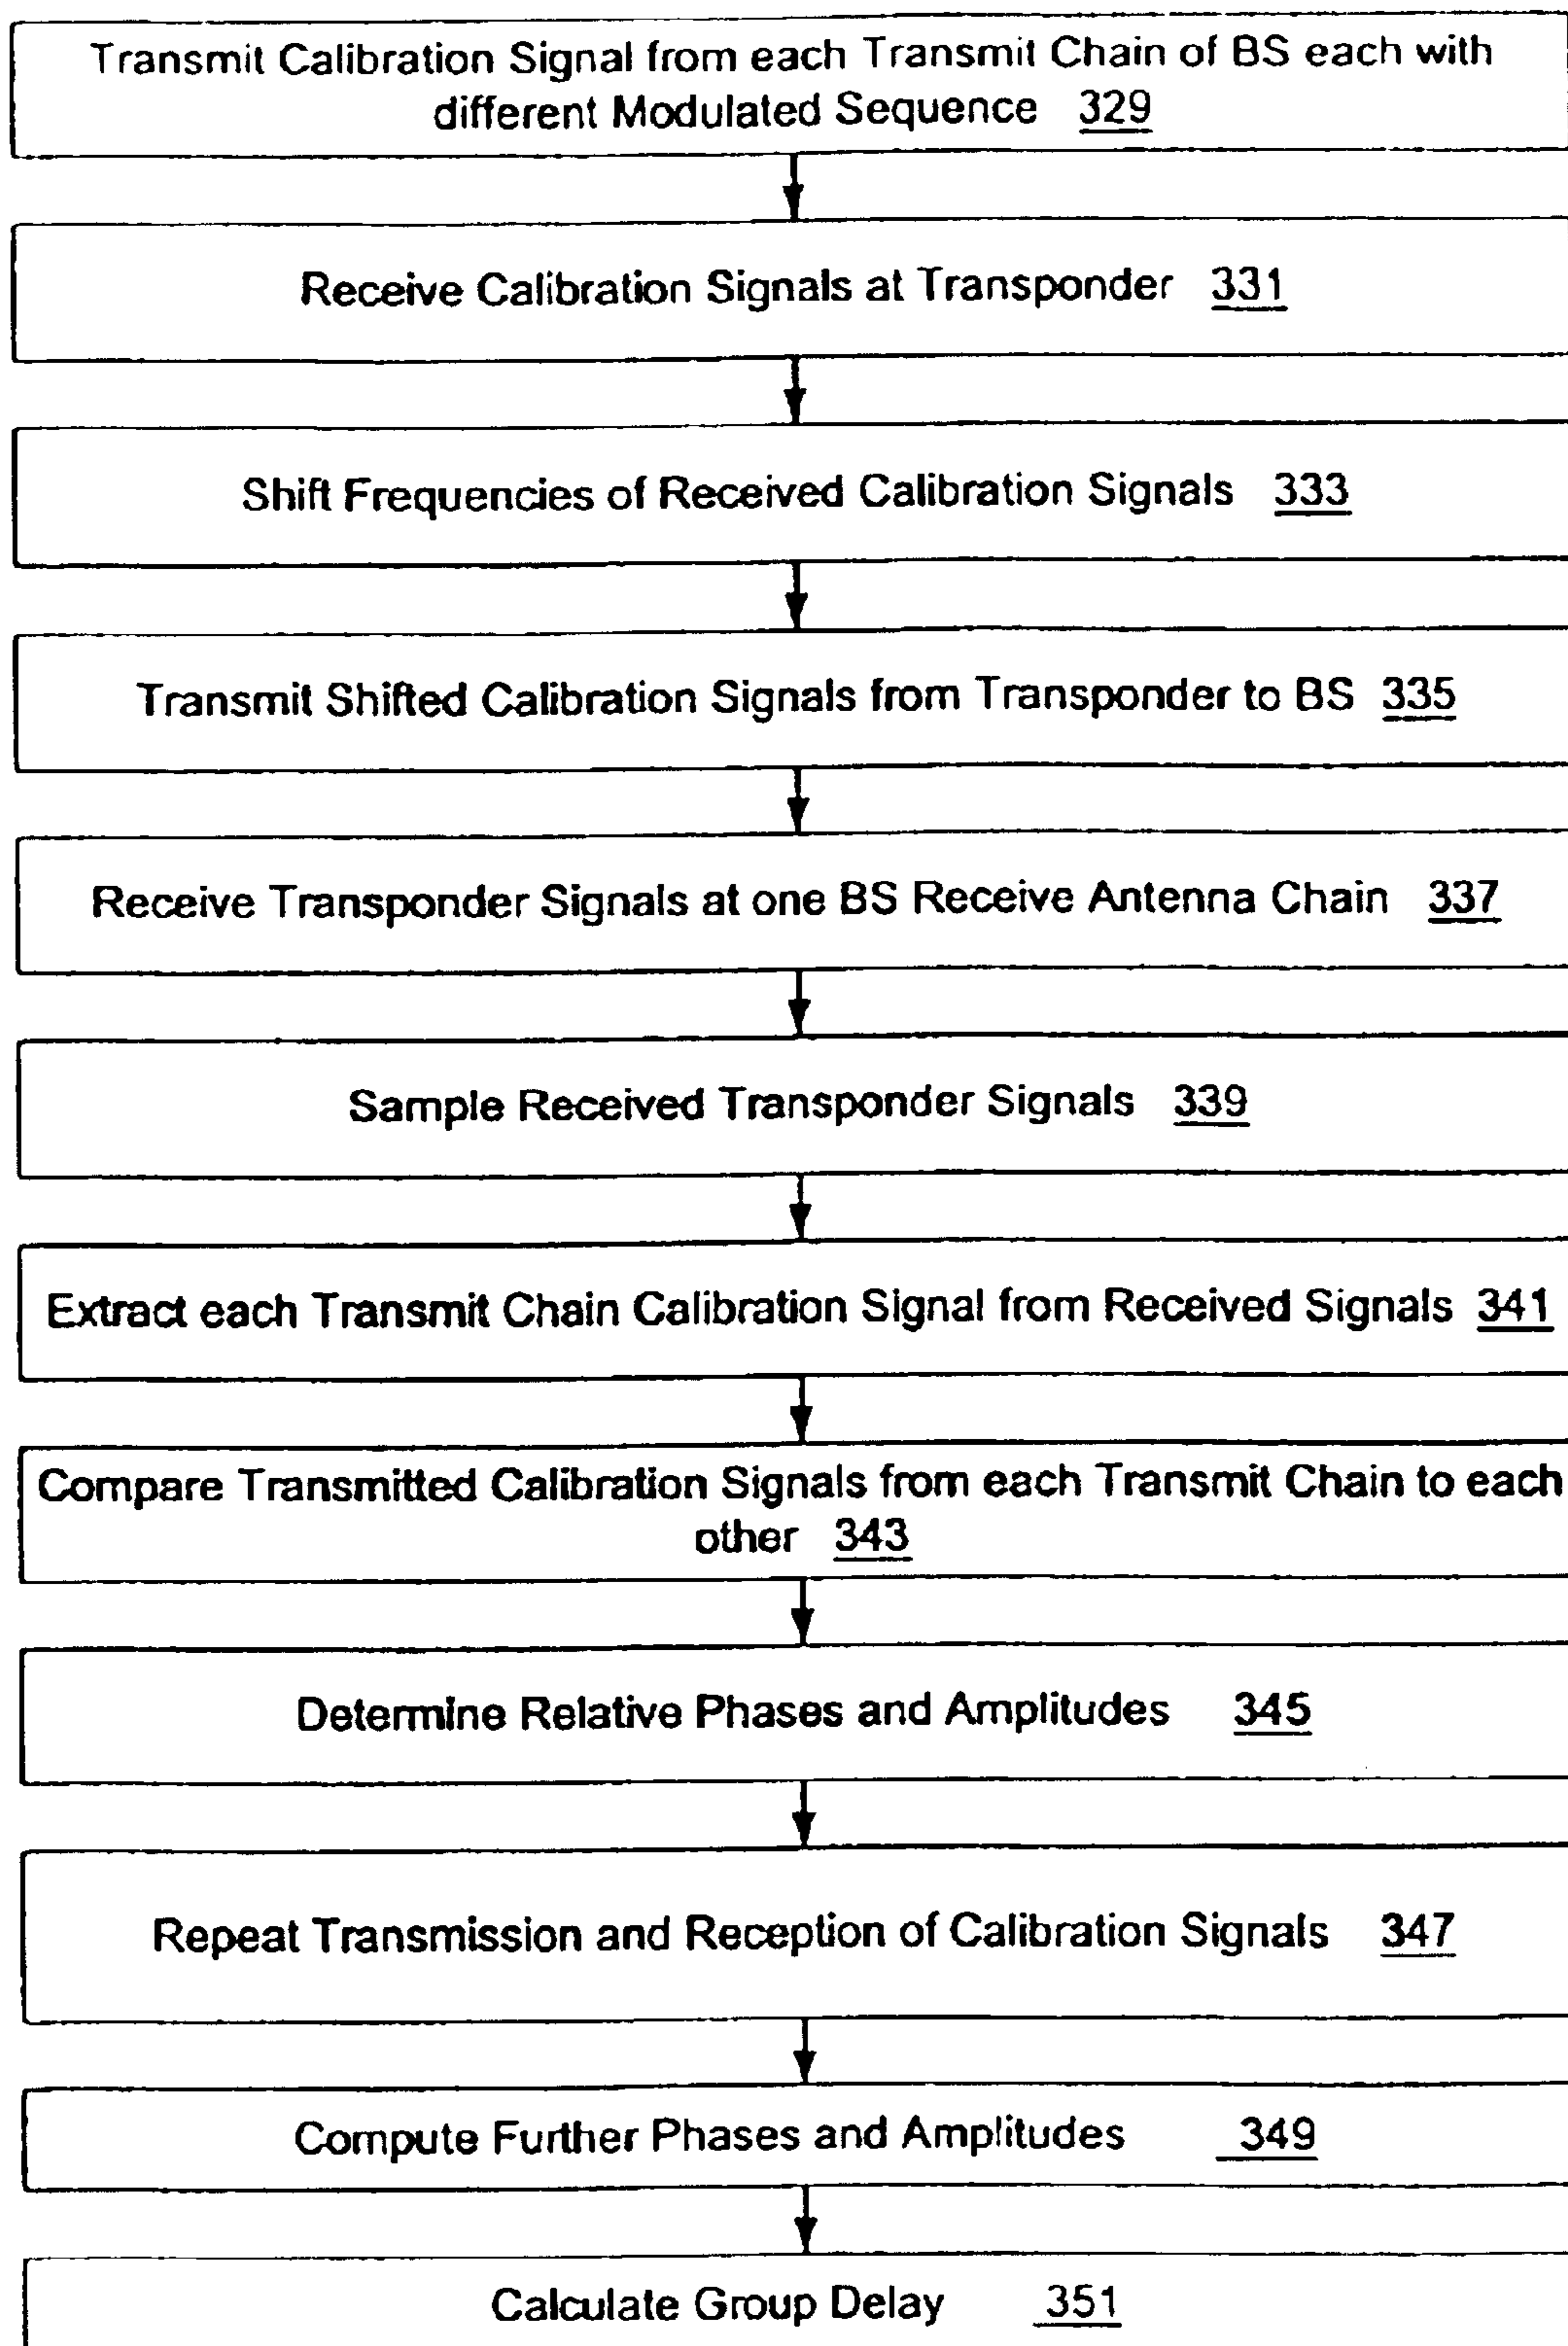 Transmit Calibration Signal from each Transmit Chain of BS each with
different Modulated Sequence 329
Receive Calibration Signals at Transponder 331
Shift Frequencies of Received Calibration Signals 333
Transmit Shifted Calibration Signals from Transponder to BS 335
Receive Transponder Signals at one BS Receive Antenna Chain 337
Sample Received Transponder Signals 339
Extract each Transmit Chain Calibration Signal from Received Signals 341
Compare Transmitted Calibration Signals from each Transmit Chain to each
other 343
Determine Relative Phases and Amplitudes 345
Repeat Transmission and Reception of Calibration Signals 347
Compute Further Phases and Amplitudes 349
Calculate Group Delay 351